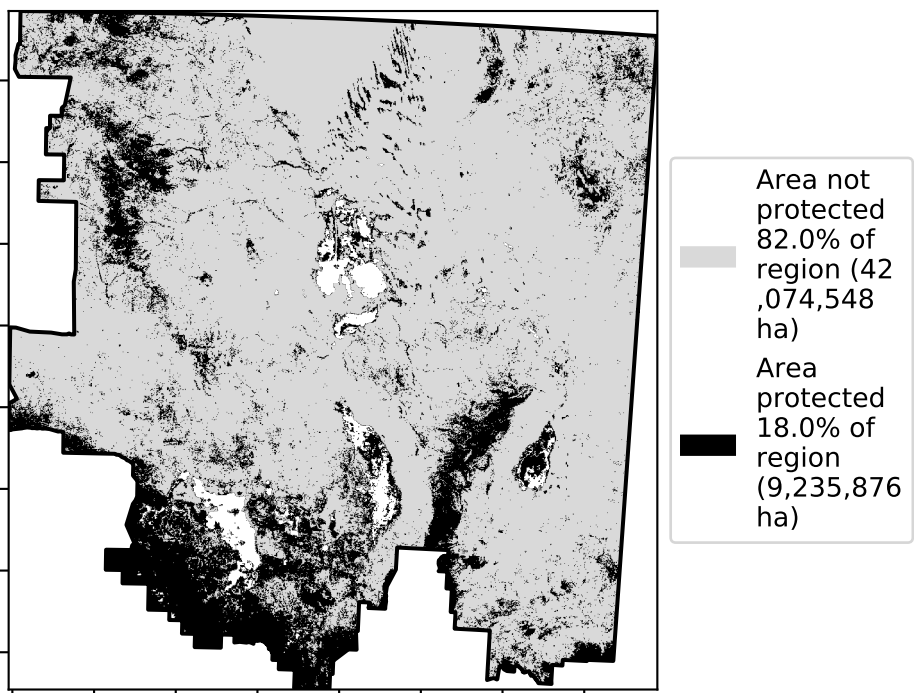 Area not
protected
82.0% of
region (42
,074,548
ha)
Area
protected
18.0% of
region
(9,235,876
ha)